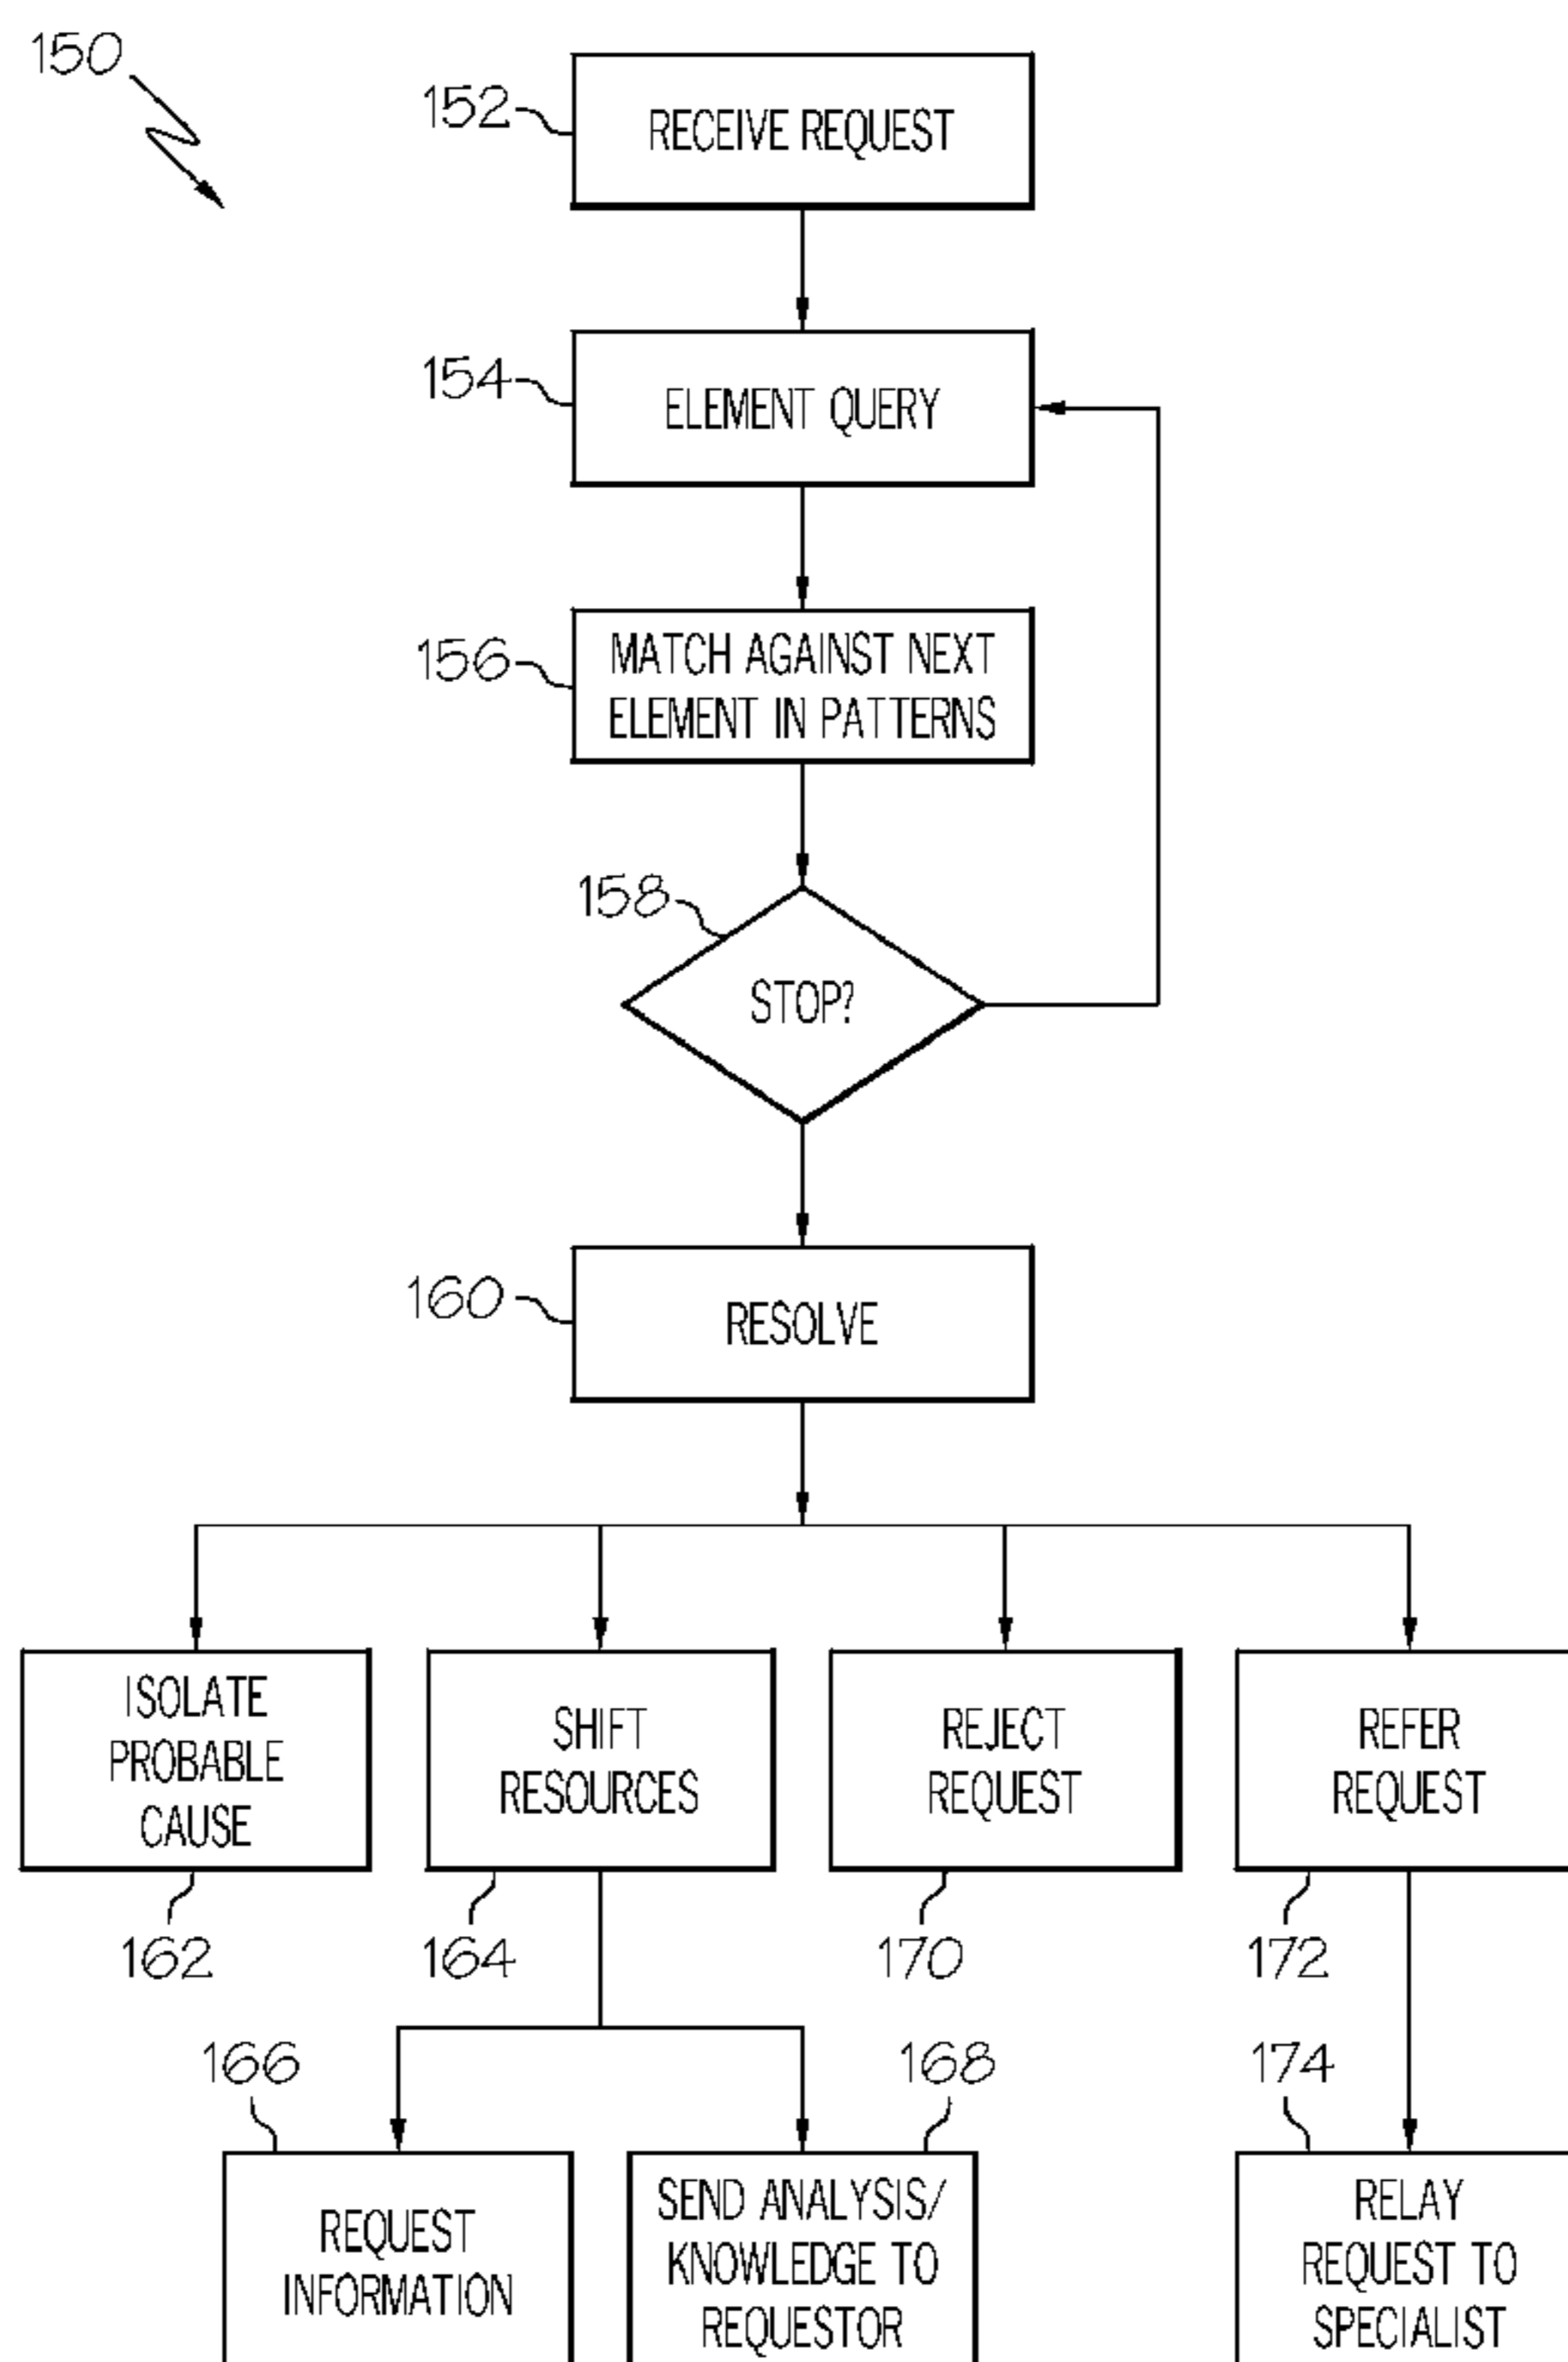 150
152
RECEIVE REQUEST
154
ELEMENT QUERY
156
MATCH AGAINST NEXT
ELEMENT IN PATTERNS
158
STOP?
160
RESOLVE
ISOLATE
PROBABLE
CAUSE
162
SHIFT
RESOURCES
164
REJECT
REQUEST
170
REFER
REQUEST
172
166
REQUEST
INFORMATION
168
SEND ANALYSIS/
KNOWLEDGE TO
REQUESTOR
174
RELAY
REQUEST TO
SPECIALIST